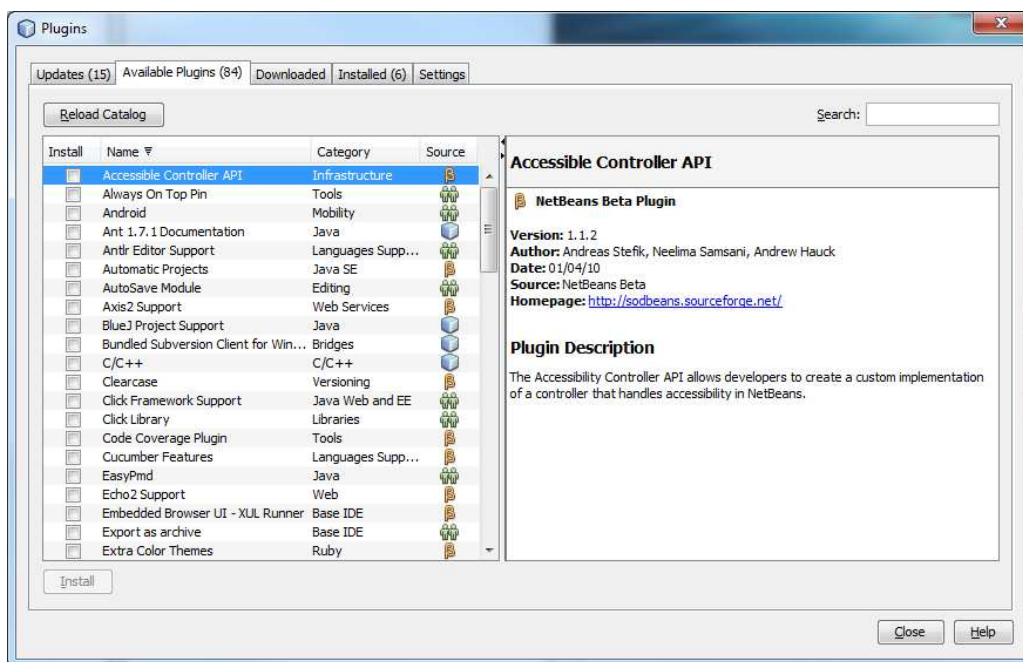 Plugins
Updates (15) Available Plugins (84) Downloaded Installed (6) Settings
Reload Catalog Search:
Install Name Category Source
Accessible Controller API Infrastructure β
Always On Top Pin Tools
Android Mobility
Ant 1.7.1 Documentation Java
Antlr Editor Support Languages Supp...
Automatic Projects Java SE β
AutoSave Module Editing
Axis2 Support Web Services β
BlueJ Project Support Java
Bundled Subversion Client for Win... Bridges
C/C++ C/C++
Clearcase Versioning β
Click Framework Support Java Web and EE
Click Library Libraries
Code Coverage Plugin Tools β
Cucumber Features Languages Supp... β
EasyPmd Java
Echo2 Support Web β
Embedded Browser UI - XUL Runner Base IDE β
Export as archive Base IDE
Extra Color Themes Ruby β
Accessible Controller API
β NetBeans Beta Plugin
Version: 1.1.2
Author: Andreas Stefik, Neelima Samsani, Andrew Hauck
Date: 01/04/10
Source: NetBeans Beta
Homepage: http://sodbeans.sourceforge.net/
Plugin Description
The Accessibility Controller API allows developers to create a custom implementation
of a controller that handles accessibility in NetBeans.
Install
Close Help